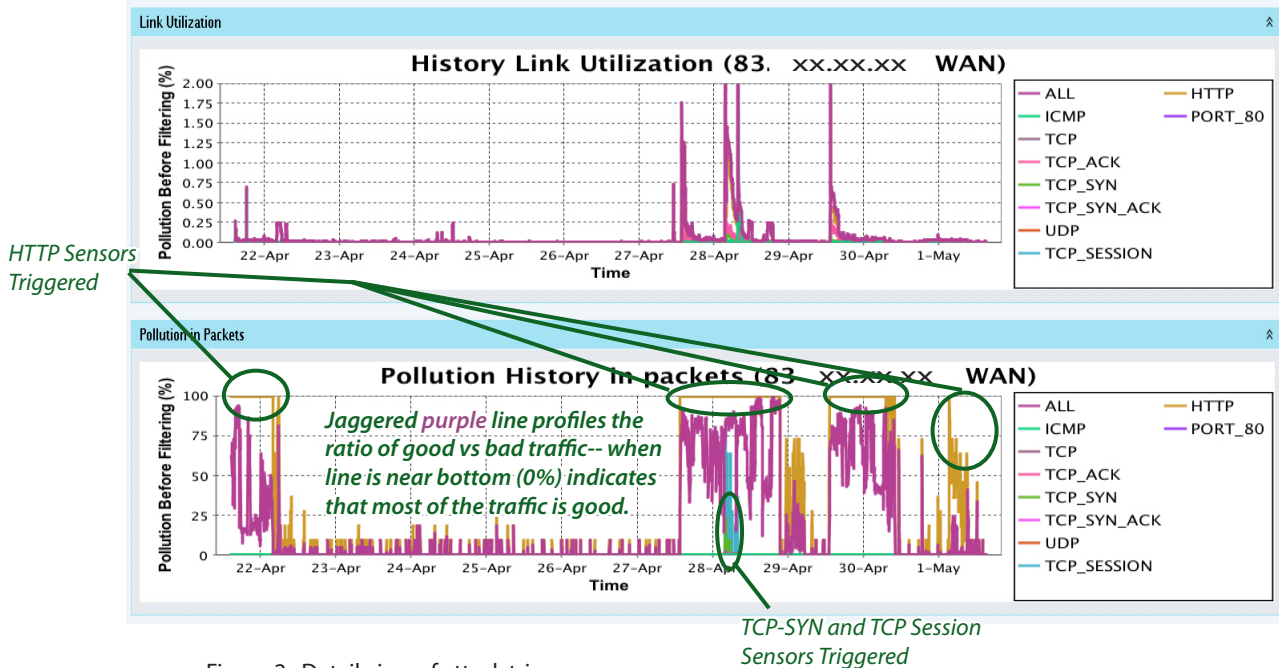 Link Utilization
History Link Utilization (83. xx.xx.xx WAN)
Pollution Before Filtering (%)
2.00
1.75
1.50
1.25
1.00
0.75
0.50
0.25
0.00
22-Apr 23-Apr 24-Apr 25-Apr 26-Apr 27-Apr 28-Apr 29-Apr 30-Apr 1-May
Time
ALL HTTP
ICMP PORT_80
TCP
TCP_ACK
TCP_SYN
TCP_SYN_ACK
UDP
TCP_SESSION
HTTP Sensors
Triggered
Pollution in Packets
Pollution History in packets (83 xx.xx.xx WAN)
Pollution Before Filtering (%)
100
75
50
25
0
Jaggered purple line profiles the
ratio of good vs bad traffic-- when
line is near bottom (0%) indicates
that most of the traffic is good.
22-Apr 23-Apr 24-Apr 25-Apr 26-Apr 27-Apr 28-Apr 29-Apr 30-Apr 1-May
Time
ALL HTTP
ICMP PORT_80
TCP
TCP_ACK
TCP_SYN
TCP_SYN_ACK
UDP
TCP_SESSION
TCP-SYN and TCP Session
Sensors Triggered